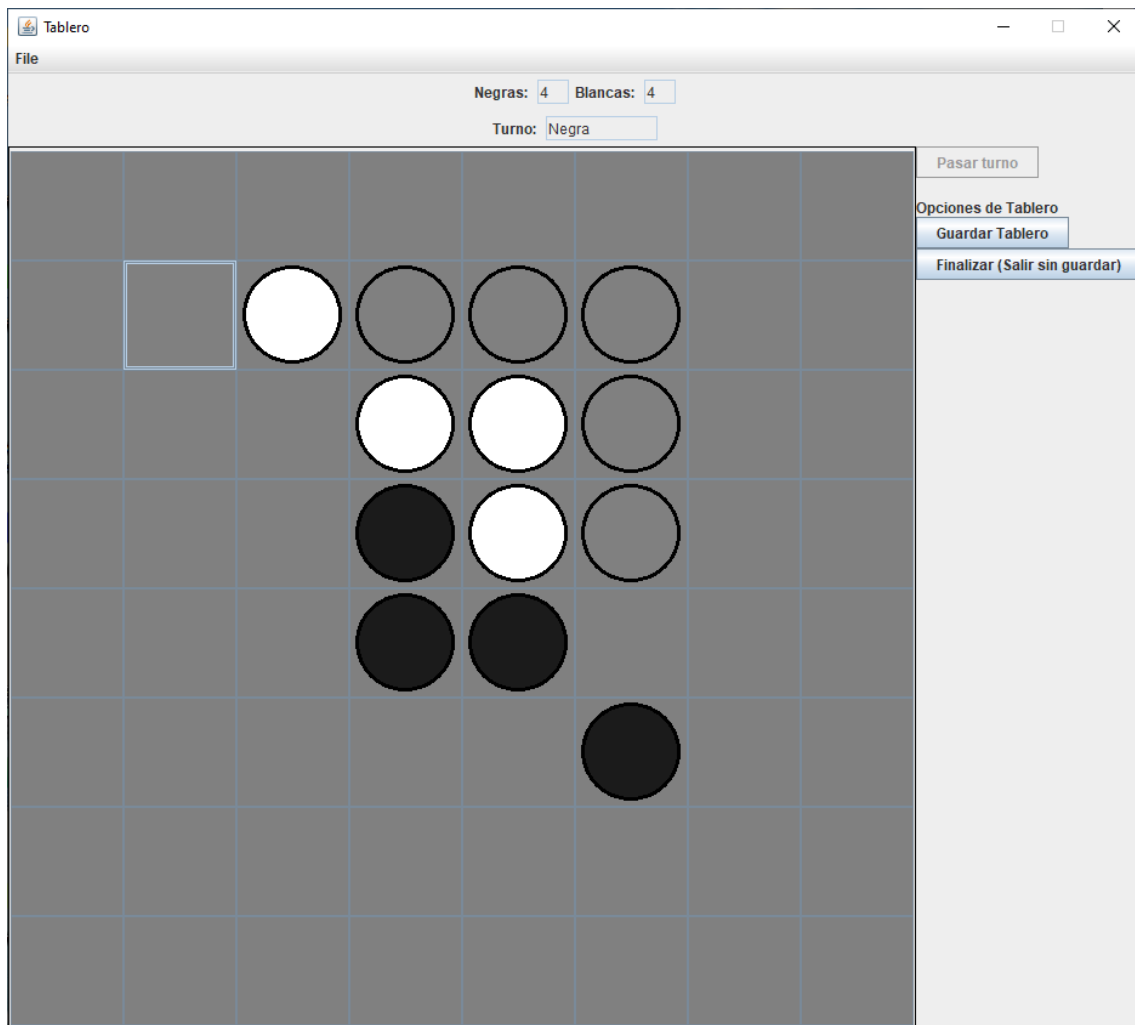 Tablero
File
Negras: 4 Blancas: 4
Turno: Negra
Pasar turno
Opciones de Tablero
Guardar Tablero
Finalizar (Salir sin guardar)